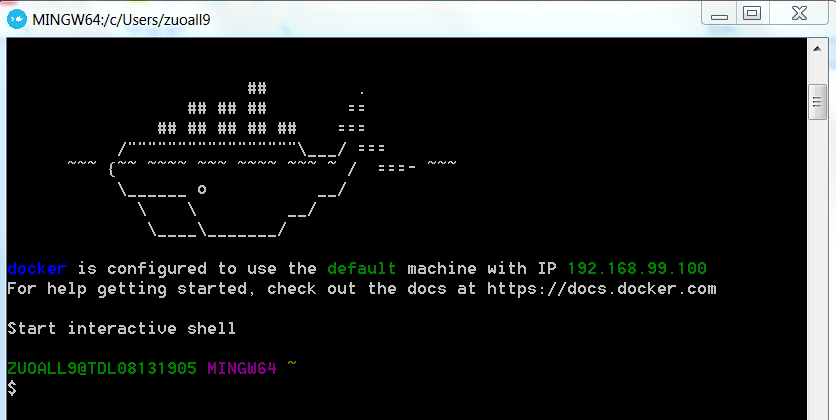 MINGW64:/c/Users/zuoall9
                        ##         .
                  ## ## ##        ==
               ## ## ## ## ##    ===
           /"""""""""""""""""\___/ ===
      ~~~ {~~ ~~~~ ~~~ ~~~~ ~~~ ~ /  ===- ~~~
           \______ o           __/
             \    \         __/
              \____\_______/
docker is configured to use the default machine with IP 192.168.99.100
For help getting started, check out the docs at https://docs.docker.com
Start interactive shell
ZUOALL9@TDL08131905 MINGW64 ~
$